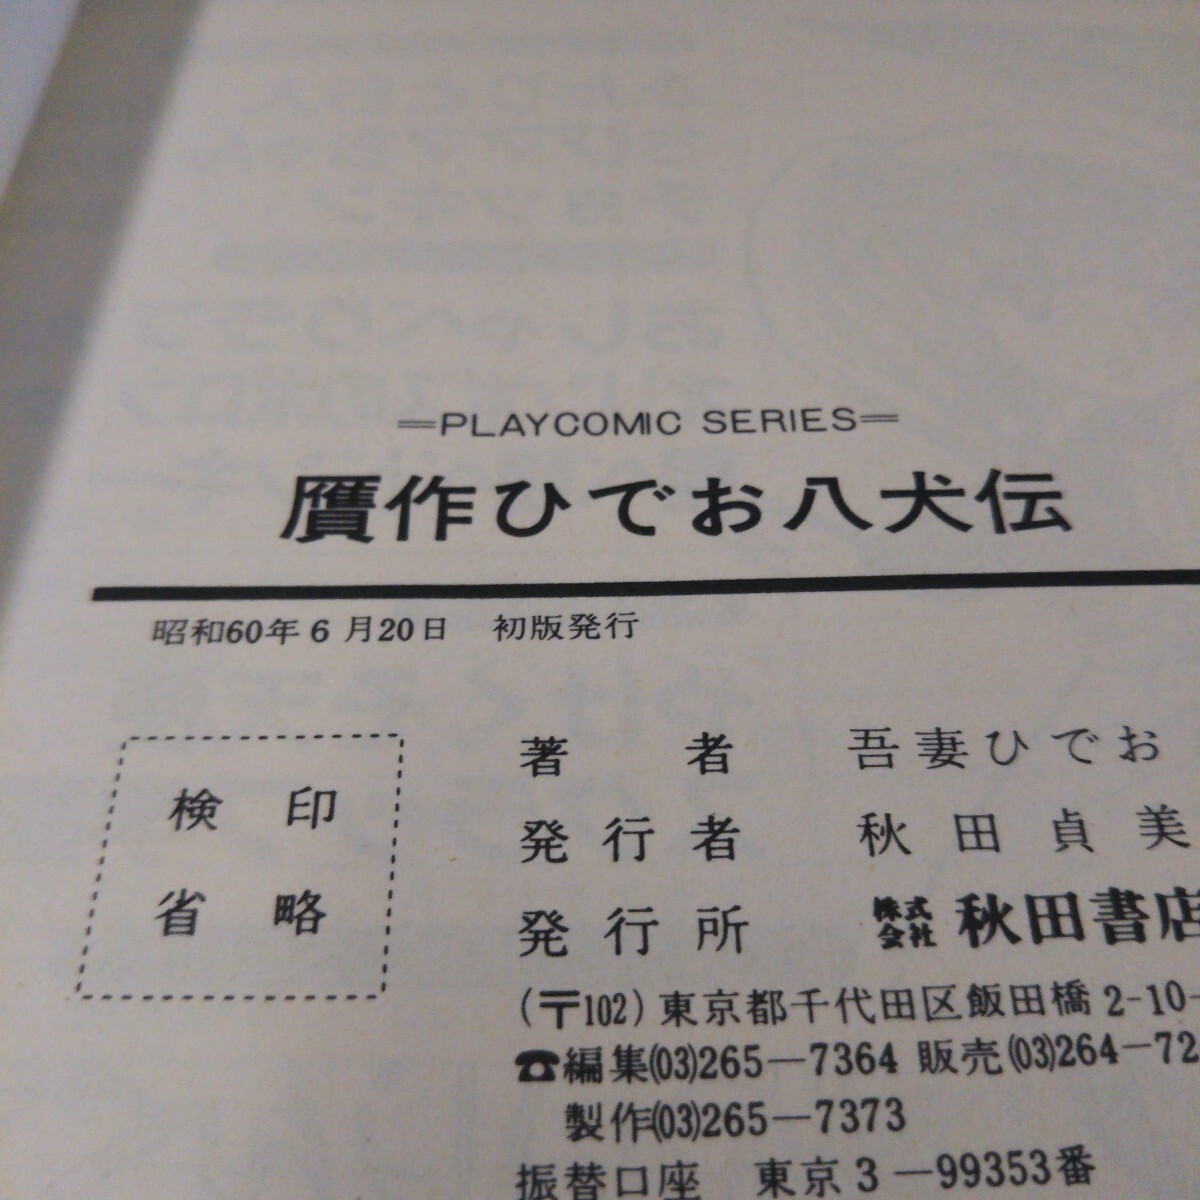 =PLAYCOMIC SERIES=
贋作ひでお八犬伝
昭和60年6月20日 初版発行
検印
省略
著者 吾妻ひでお
発行者 秋田貞美
発行所 株式会社 秋田書店
(〒102)東京都千代田区飯田橋2-10-
☎編集(03)265—7364 販売(03)264—72
製作(03)265—7373
振替口座 東京3—99353番